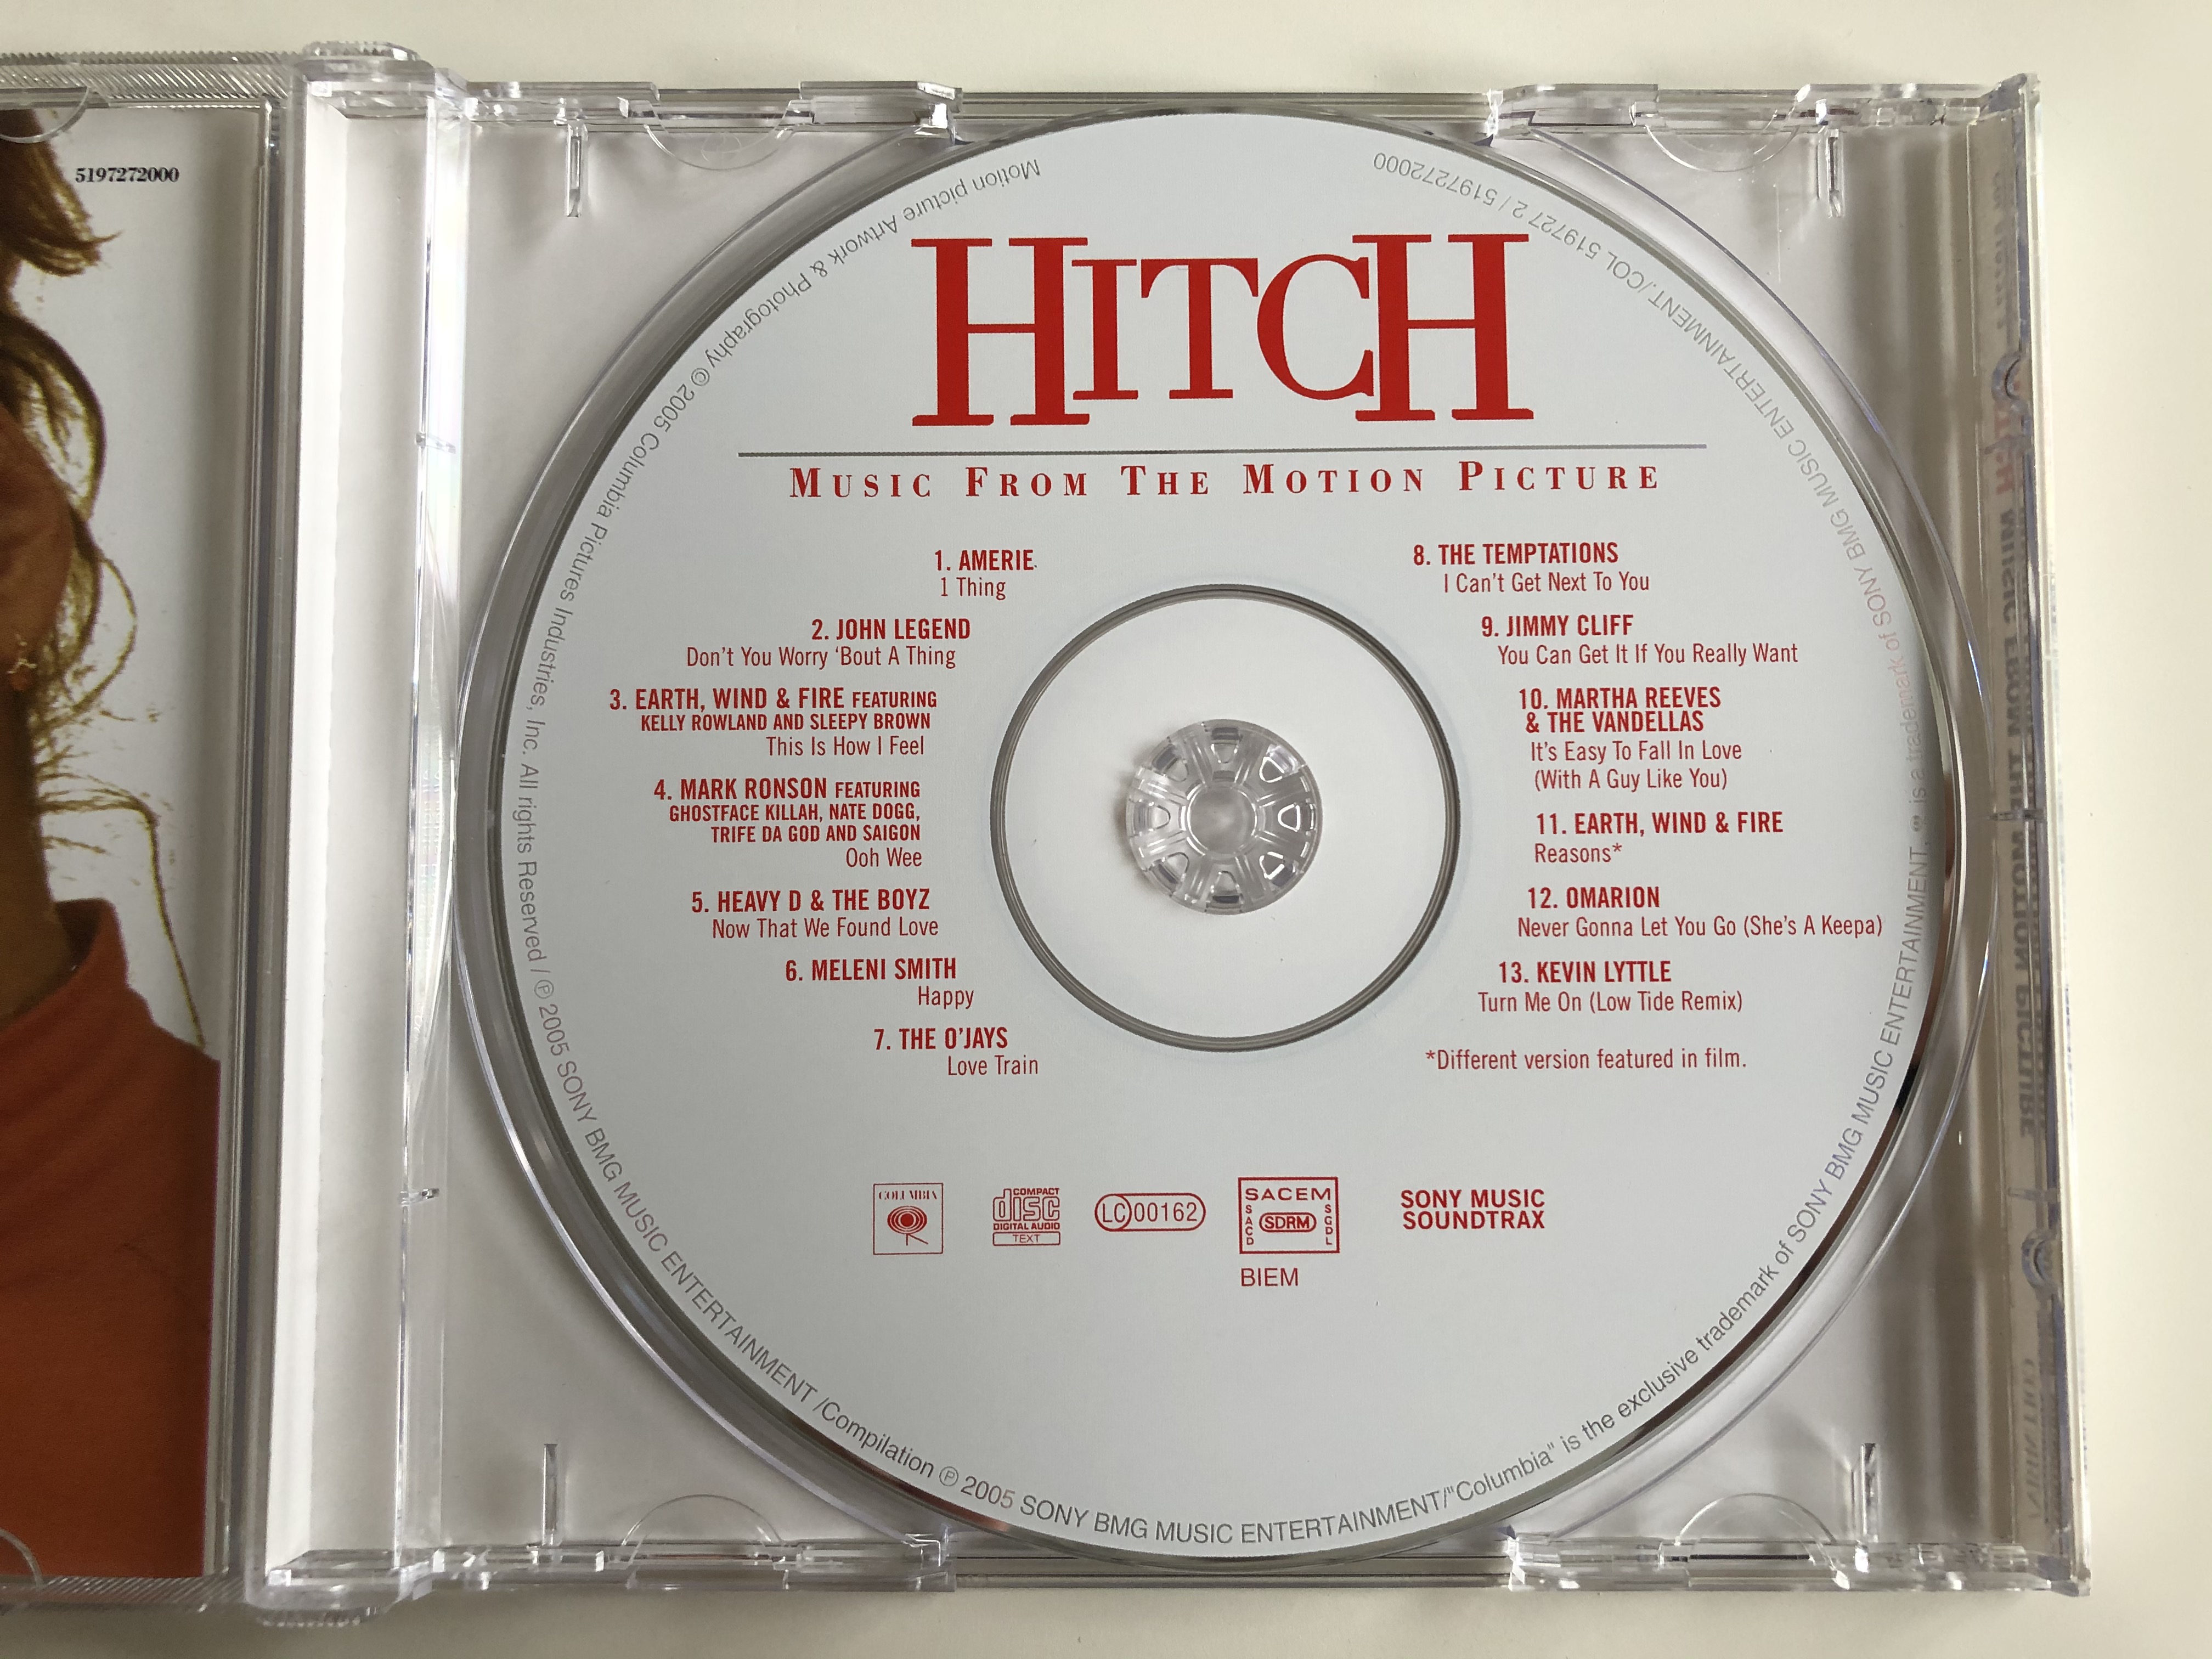 5197272000
HITCH
MUSIC FROM THE MOTION PICTURE
1. AMERIE
1 Thing
2. JOHN LEGEND
Don't You Worry 'Bout A Thing
3. EARTH, WIND & FIRE FEATURING
KELLY ROWLAND AND SLEEPY BROWN
This Is How I Feel
4. MARK RONSON FEATURING
GHOSTFACE KILLAH, NATE DOGG,
TRIFE DA GOD AND SAIGON
Ooh Wee
5. HEAVY D & THE BOYZ
Now That We Found Love
6. MELENI SMITH
Happy
7. THE O'JAYS
Love Train
8. THE TEMPTATIONS
I Can't Get Next To You
9. JIMMY CLIFF
You Can Get It If You Really Want
10. MARTHA REEVES
& THE VANDELLAS
It's Easy To Fall In Love
(With A Guy Like You)
11. EARTH, WIND & FIRE
Reasons*
12. OMARION
Never Gonna Let You Go (She's A Keepa)
13. KEVIN LYTTLE
Turn Me On (Low Tide Remix)
*Different version featured in film.
COLUMBIA
COMPACT
disc
DIGITAL AUDIO
TEXT
LC 00162
SACEM
SACD
SDRM
SGDL
BIEM
SONY MUSIC
SOUNDTRAX
Motion picture Artwork & Photography © 2005 Columbia Pictures Industries, Inc. All rights Reserved / ℗ 2005 SONY BMG MUSIC ENTERTAINMENT /Compilation ℗ 2005 SONY BMG MUSIC ENTERTAINMENT/"Columbia" is the exclusive trademark of SONY BMG MUSIC ENTERTAINMENT, is a trademark of SONY BMG MUSIC ENTERTAINMENT./COL 519727 2 / 5197272000
HITCH MUSIC FROM THE MOTION PICTURE